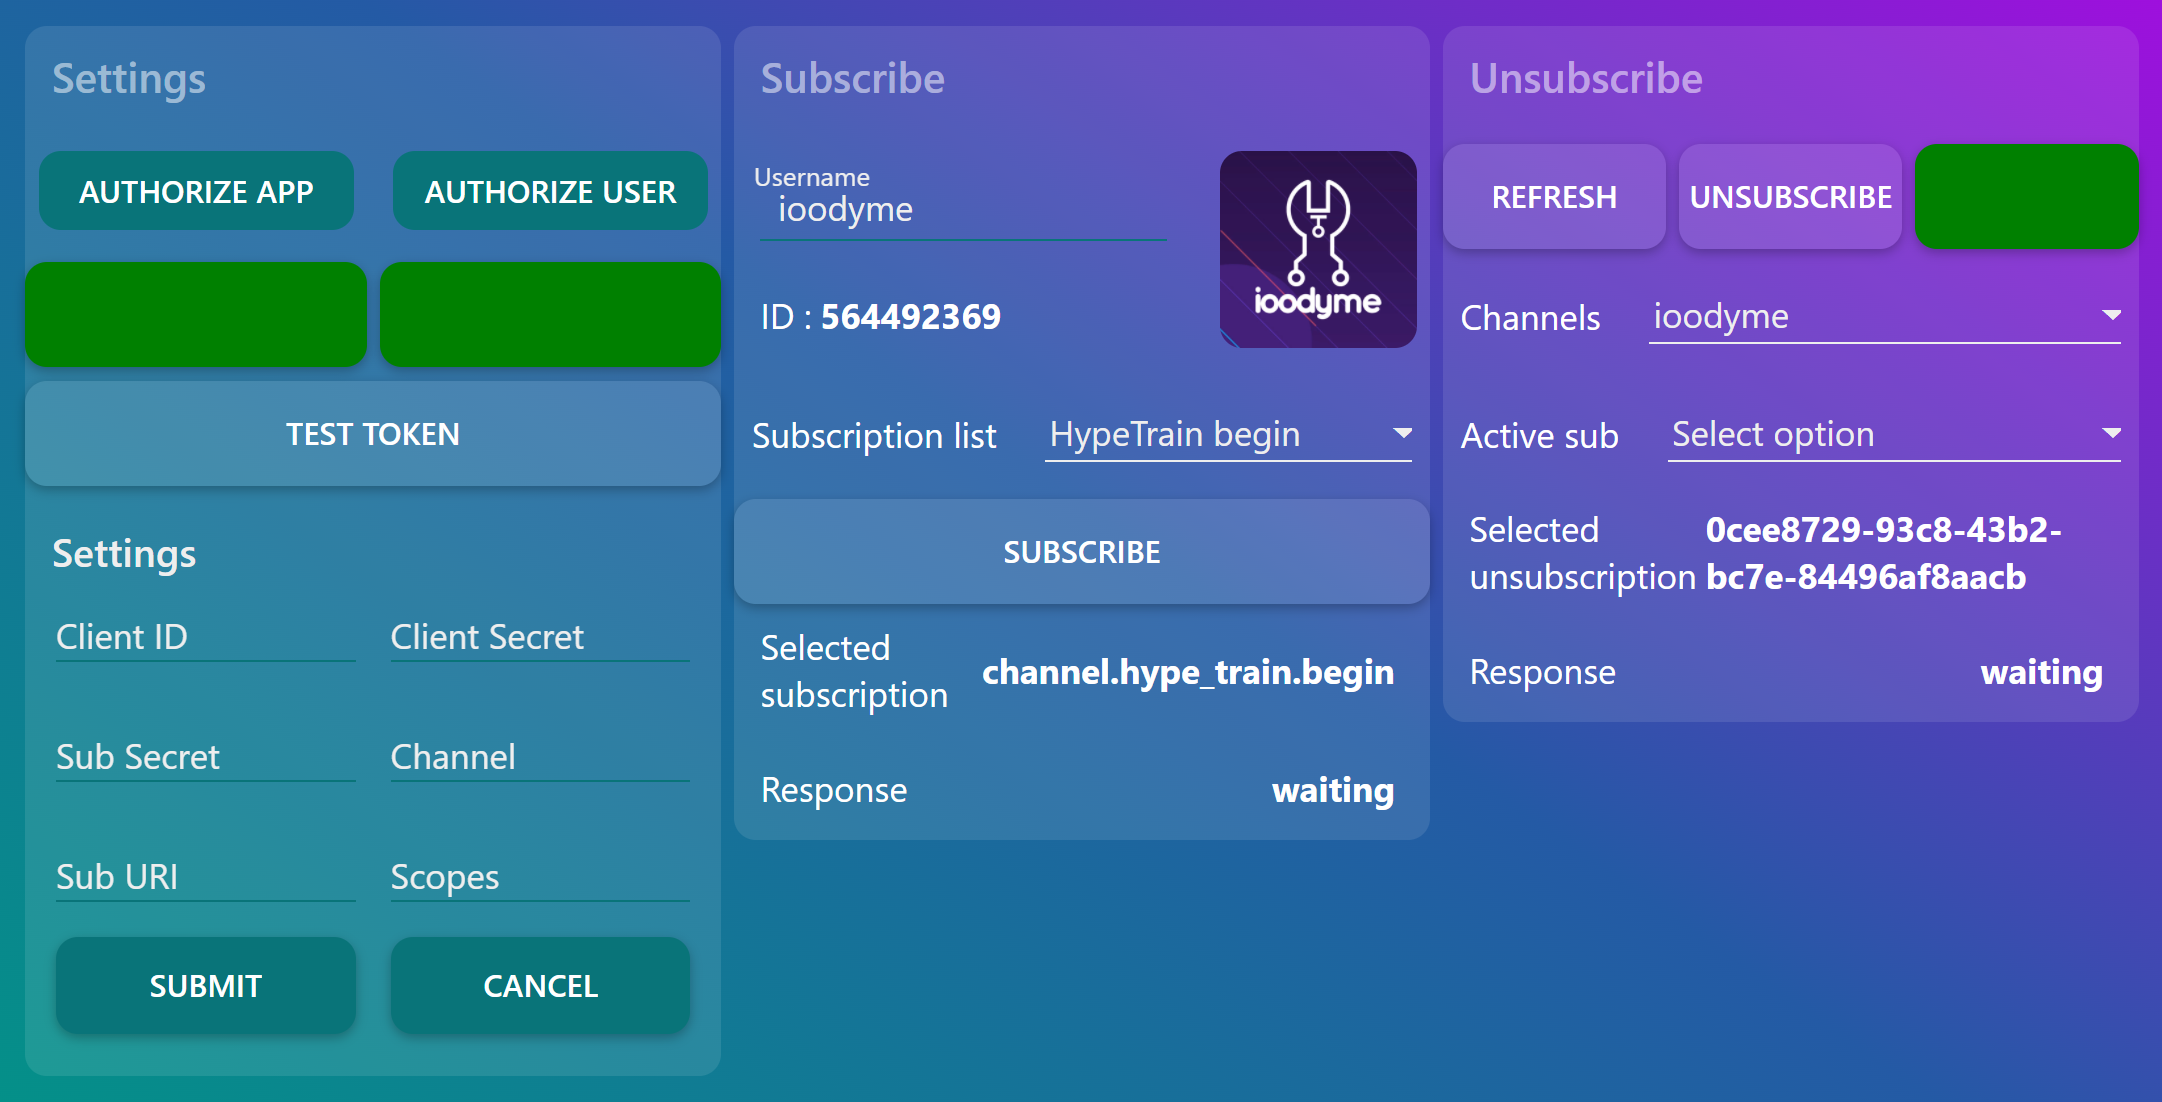 Settings
AUTHORIZE APP
AUTHORIZE USER
TEST TOKEN
Settings
Client ID
Client Secret
Sub Secret
Channel
Sub URI
Scopes
SUBMIT
CANCEL
Subscribe
Username
ioodyme
ioodyme
ID : 564492369
Subscription list
HypeTrain begin
SUBSCRIBE
Selected
subscription
channel.hype_train.begin
Response
waiting
Unsubscribe
REFRESH
UNSUBSCRIBE
Channels
ioodyme
Active sub
Select option
Selected
unsubscription
0cee8729-93c8-43b2-
bc7e-84496af8aacb
Response
waiting